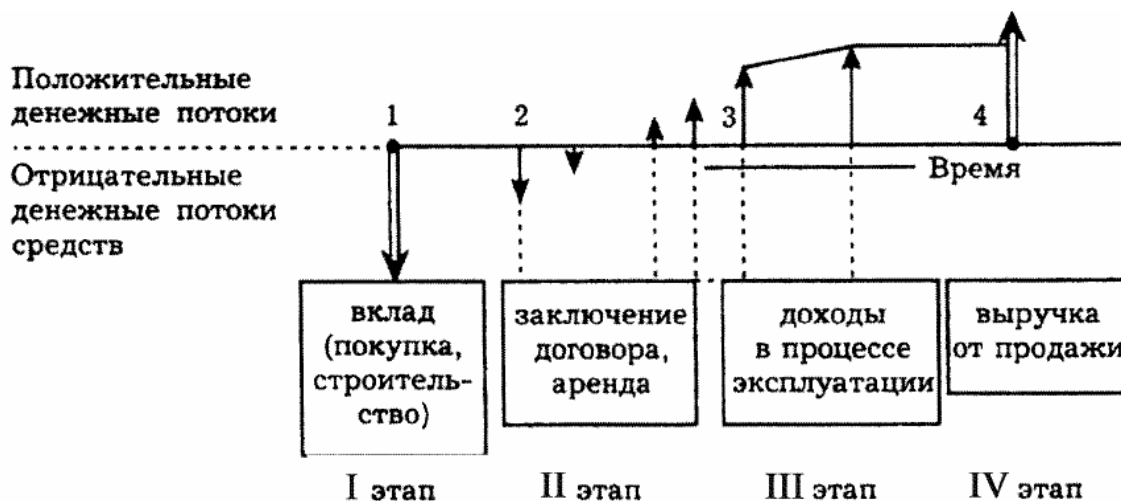 Положительные
денежные потоки
1
2
3
4
Отрицательные
денежные потоки
средств
Время
вклад
(покупка,
строитель-
ство)
заключение
договора,
аренда
доходы
в процессе
эксплуатации
выручка
от продажи
I этап
II этап
III этап
IV этап